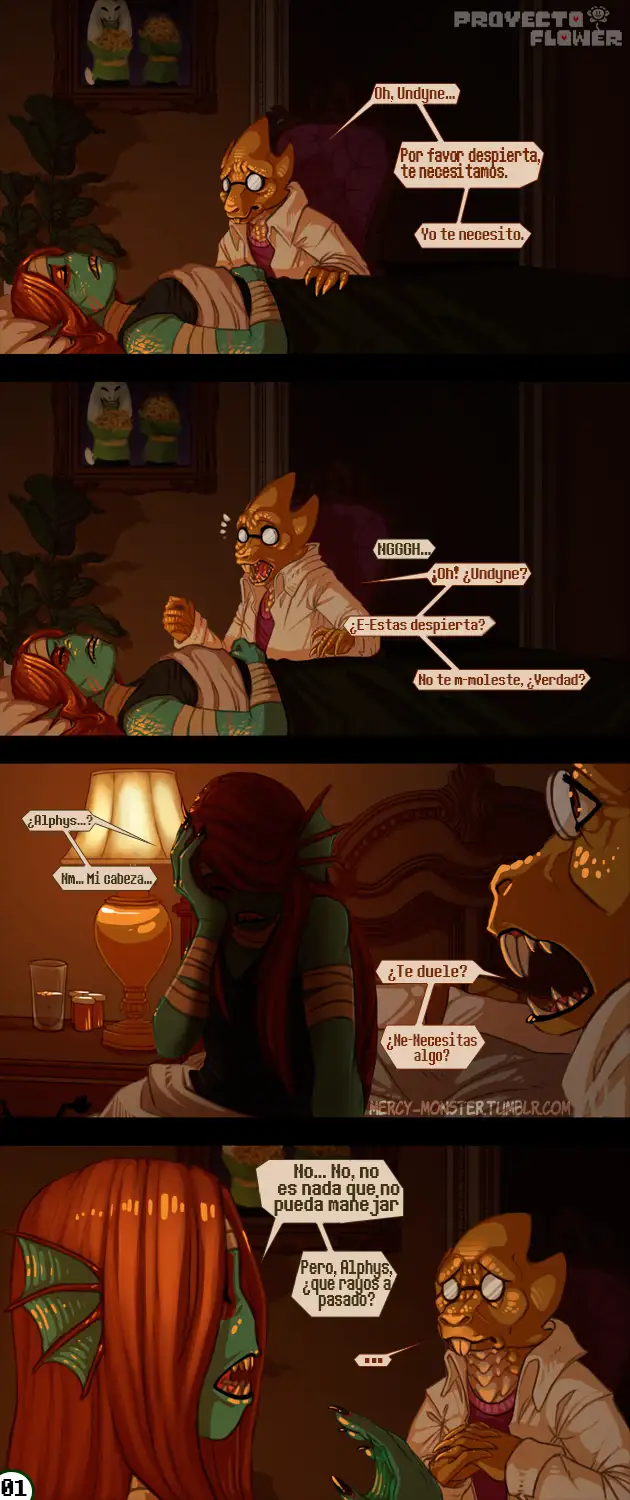 PROYECTO
FLOWER
Oh, Undyne...
Por favor despierta,
te necesitamos.
Yo te necesito.
NGGGH...
¡Oh! ¿Undyne?
¿E-Estas despierta?
No te m-moleste, ¿Verdad?
¿Alphys...?
Nm... Mi cabeza...
¿Te duele?
¿Ne-Necesitas
algo?
MERCY-MONSTER.TUMBLR.COM
No... No, no
es nada que no
pueda manejar
Pero, Alphys,
¿que rayos a
pasado?
...
01